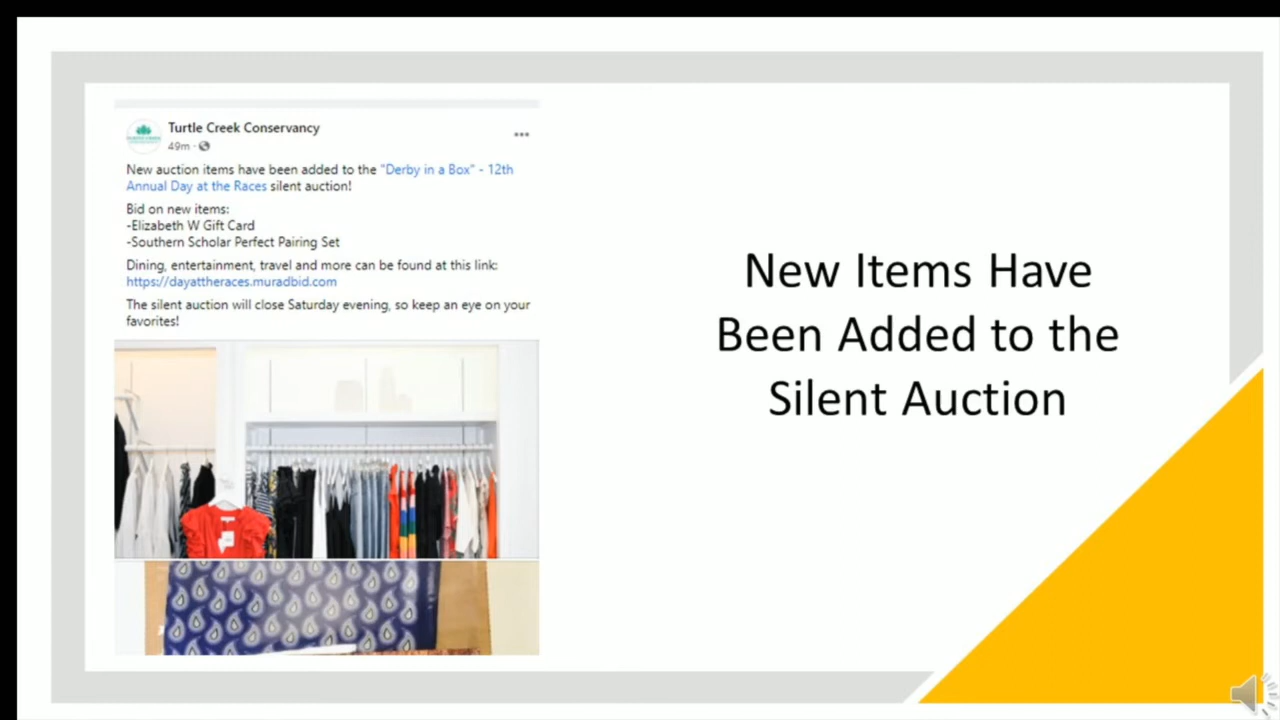 Turtle Creek Conservancy
49m ·
New auction items have been added to the "Derby in a Box" - 12th
Annual Day at the Races silent auction!
Bid on new items:
-Elizabeth W Gift Card
-Southern Scholar Perfect Pairing Set
Dining, entertainment, travel and more can be found at this link:
https://dayattheraces.muradbid.com
The silent auction will close Saturday evening, so keep an eye on your
favorites!
New Items Have
Been Added to the
Silent Auction